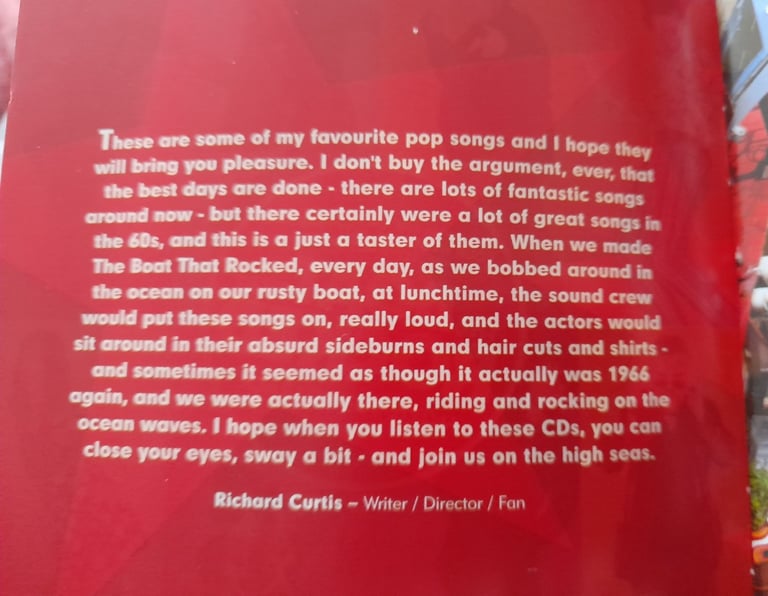 These are some of my favourite pop songs and I hope they
will bring you pleasure. I don't buy the argument, ever, that
the best days are done - there are lots of fantastic songs
around now - but there certainly were a lot of great songs in
the 60s, and this is a just a taster of them. When we made
The Boat That Rocked, every day, as we bobbed around in
the ocean on our rusty boat, at lunchtime, the sound crew
would put these songs on, really loud, and the actors would
sit around in their absurd sideburns and hair cuts and shirts -
and sometimes it seemed as though it actually was 1966
again, and we were actually there, riding and rocking on the
ocean waves. I hope when you listen to these CDs, you can
close your eyes, sway a bit - and join us on the high seas.
Richard Curtis – Writer / Director / Fan